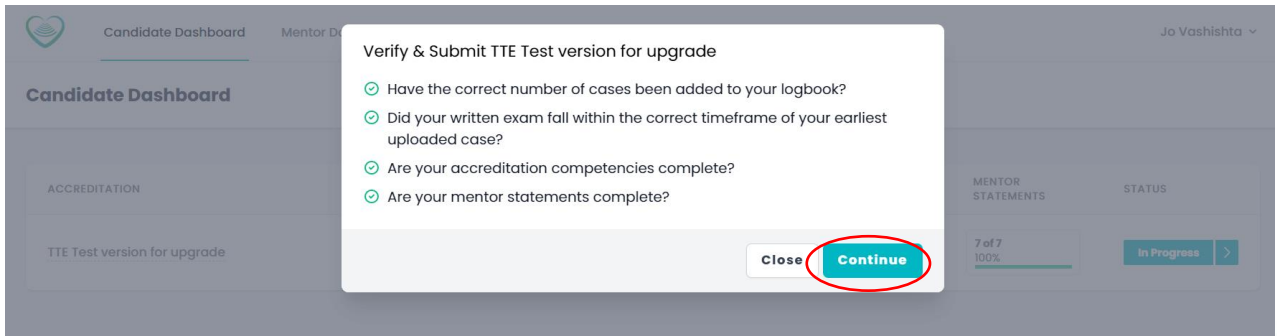 Candidate Dashboard
Mentor Da
Jo Vashishta
Candidate Dashboard
Verify & Submit TTE Test version for upgrade
Have the correct number of cases been added to your logbook?
Did your written exam fall within the correct timeframe of your earliest
uploaded case?
Are your accreditation competencies complete?
Are your mentor statements complete?
Close
Continue
ACCREDITATION
MENTOR
STATEMENTS
STATUS
TTE Test version for upgrade
7 of 7
100%
In Progress